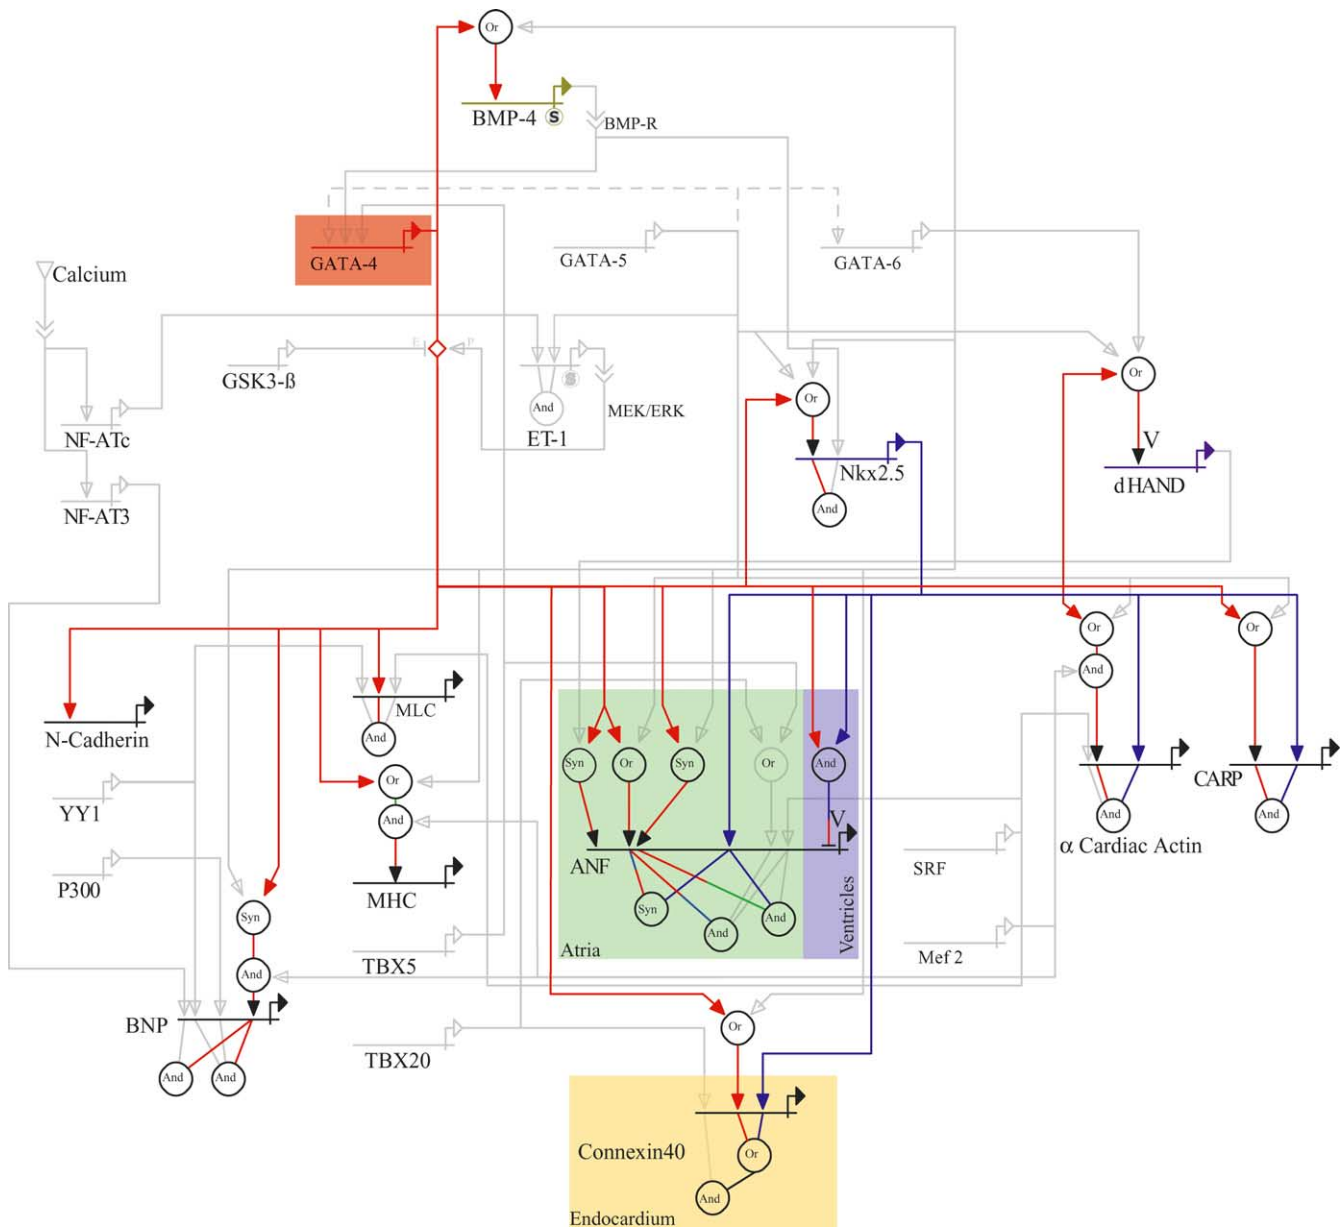 Or
BMP-4 S
BMP-R
GATA-4
GATA-5
GATA-6
Calcium
E P
GSK3-ß
Or
S
And
MEK/ERK
ET-1
Or
NF-ATc
V
Nkx2.5
dHAND
NF-AT3
And
Or
Or
And
MLC
N-Cadherin
And
Syn
Or
Syn
Or
And
Or
CARP
YY1
And
And
And
V
α Cardiac Actin
ANF
SRF
P300
MHC
Syn
And
And
Ventricles
Syn
Atria
TBX5
Mef 2
And
BNP
Or
TBX20
And
And
Connexin40
Or
And
Endocardium